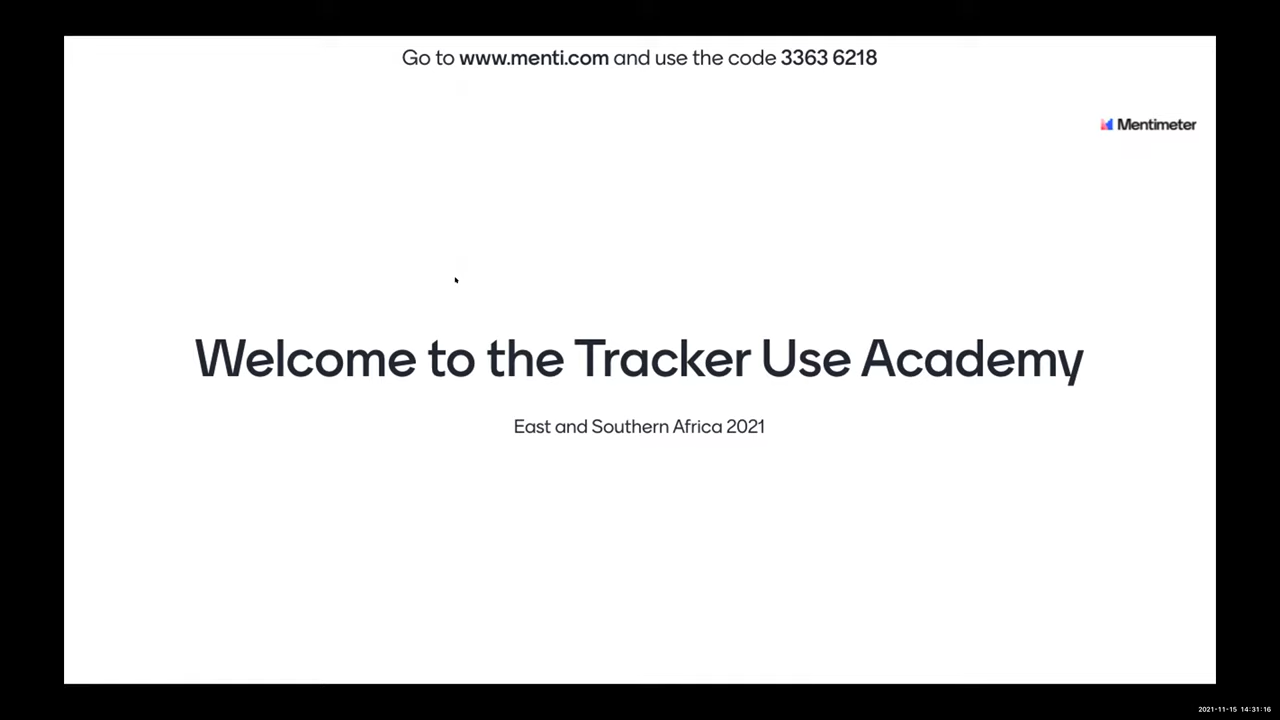 Go to www.menti.com and use the code 3363 6218
Mentimeter
Welcome to the Tracker Use Academy
East and Southern Africa 2021
2021-11-15 14:31:16